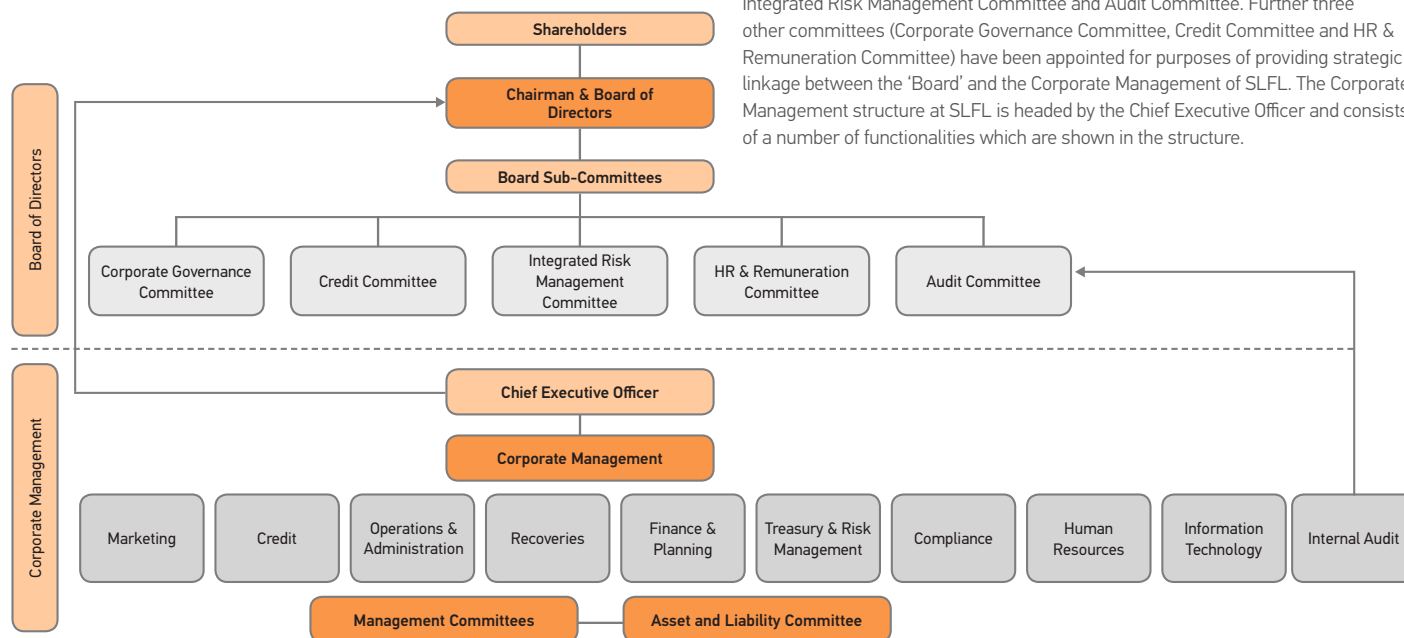 Integrated Risk Management Committee and Audit Committee. Further three
other committees (Corporate Governance Committee, Credit Committee and HR &
Remuneration Committee) have been appointed for purposes of providing strategic
linkage between the ‘Board’ and the Corporate Management of SLFL. The Corporate
Management structure at SLFL is headed by the Chief Executive Officer and consists
of a number of functionalities which are shown in the structure.
Shareholders
Chairman & Board of
Directors
Board Sub-Committees
Board of Directors
Corporate Governance
Committee
Credit Committee
Integrated Risk
Management
Committee
HR & Remuneration
Committee
Audit Committee
Chief Executive Officer
Corporate Management
Corporate Management
Marketing
Credit
Operations &
Administration
Recoveries
Finance &
Planning
Treasury & Risk
Management
Compliance
Human
Resources
Information
Technology
Internal Audit
Management Committees
Asset and Liability Committee